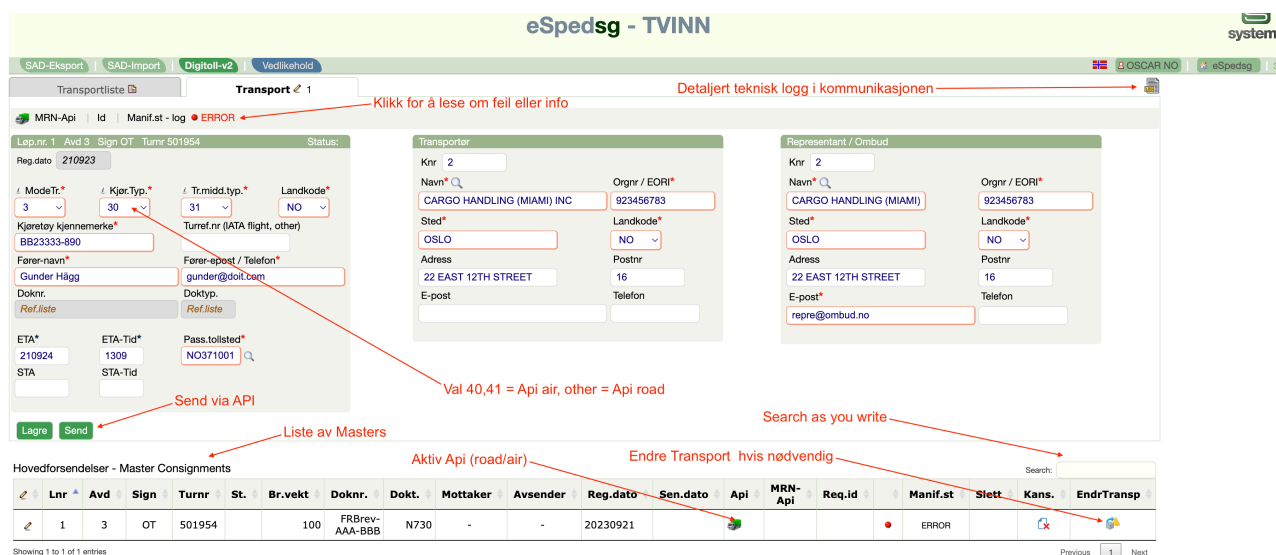 eSpedsg - TVINN
system
SAD-Eksport | SAD-Import | Digitoll-v2 | Vedlikehold
OSCAR NO | eSpedsg
Transportliste
Transport 1
Detaljert teknisk logg i kommunikasjonen
Klikk for å lese om feil eller info
MRN-Api | Id | Manif.st - log ERROR
Løp.nr. 1 Avd 3 Sign OT Turnr 501954 Status:
Reg.dato 210923
ModeTr.* Kjør.Typ.* Tr.midd.typ.* Landkode*
3 30 31 NO
Kjøretøy kjennemerke* Turref.nr (IATA flight, other)
BB23333-890
Fører-navn* Fører-epost / Telefon*
Gunder Hägg gunder@doit.com
Doknr. Doktyp.
Ref.liste Ref.liste
ETA* ETA-Tid* Pass.tollsted*
210924 1309 NO371001
STA STA-Tid
Transportør
Knr 2
Navn* Orgnr / EORI*
CARGO HANDLING (MIAMI) INC 923456783
Sted* Landkode*
OSLO NO
Adress Postnr
22 EAST 12TH STREET 16
E-post Telefon
Representant / Ombud
Knr 2
Navn* Orgnr / EORI*
CARGO HANDLING (MIAMI) 923456783
Sted* Landkode*
OSLO NO
Adress Postnr
22 EAST 12TH STREET 16
E-post* Telefon
repre@ombud.no
Val 40,41 = Api air, other = Api road
Send via API
Lagre Send
Liste av Masters
Search as you write
Aktiv Api (road/air)
Endre Transport hvis nødvendig
Hovedforsendelser - Master Consignments
Search:
Lnr Avd Sign Turnr St. Br.vekt Doknr. Dokt. Mottaker Avsender Reg.dato Sen.dato Api MRN-Api Req.id Manif.st Slett Kans. EndrTransp
1 3 OT 501954 100 FRBrev-AAA-BBB N730 - - 20230921 ERROR
Showing 1 to 1 of 1 entries
Previous 1 Next